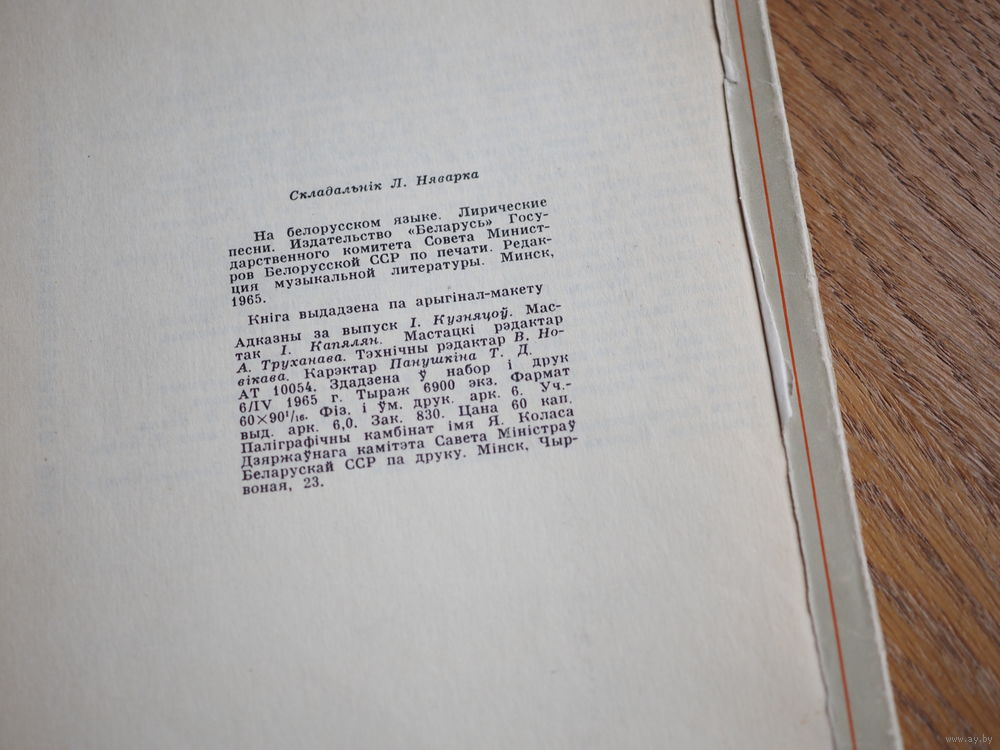 Складальнік Л. Няварка
На белорусском языке. Лирические
песни. Издательство «Беларусь» Госу-
дарственного комитета Совета Минист-
ров Белорусской ССР по печати. Редак-
ция музыкальной литературы. Минск,
1965.
Кніга выдадзена па арыгінал-макету
Адказны за выпуск І. Кузняцоў. Мас-
так І. Капялян. Мастацкі рэдактар
А. Труханава. Тэхнічны рэдактар В. Но-
вікава. Карэктар Панушкіна Т. Д.
АТ 10054. Здадзена ў набор і друк
6/IV 1965 г. Тыраж 6900 экз. Фармат
60×90¹/₁₆. Фіз. і ўм. друк. арк. 6. Уч.-
выд. арк. 6,0. Зак. 830. Цана 60 кап.
Паліграфічны камбінат імя Я. Коласа
Дзяржаўнага камітэта Савета Міністраў
Беларускай ССР па друку. Мінск, Чыр-
воная, 23.
www.ay.by